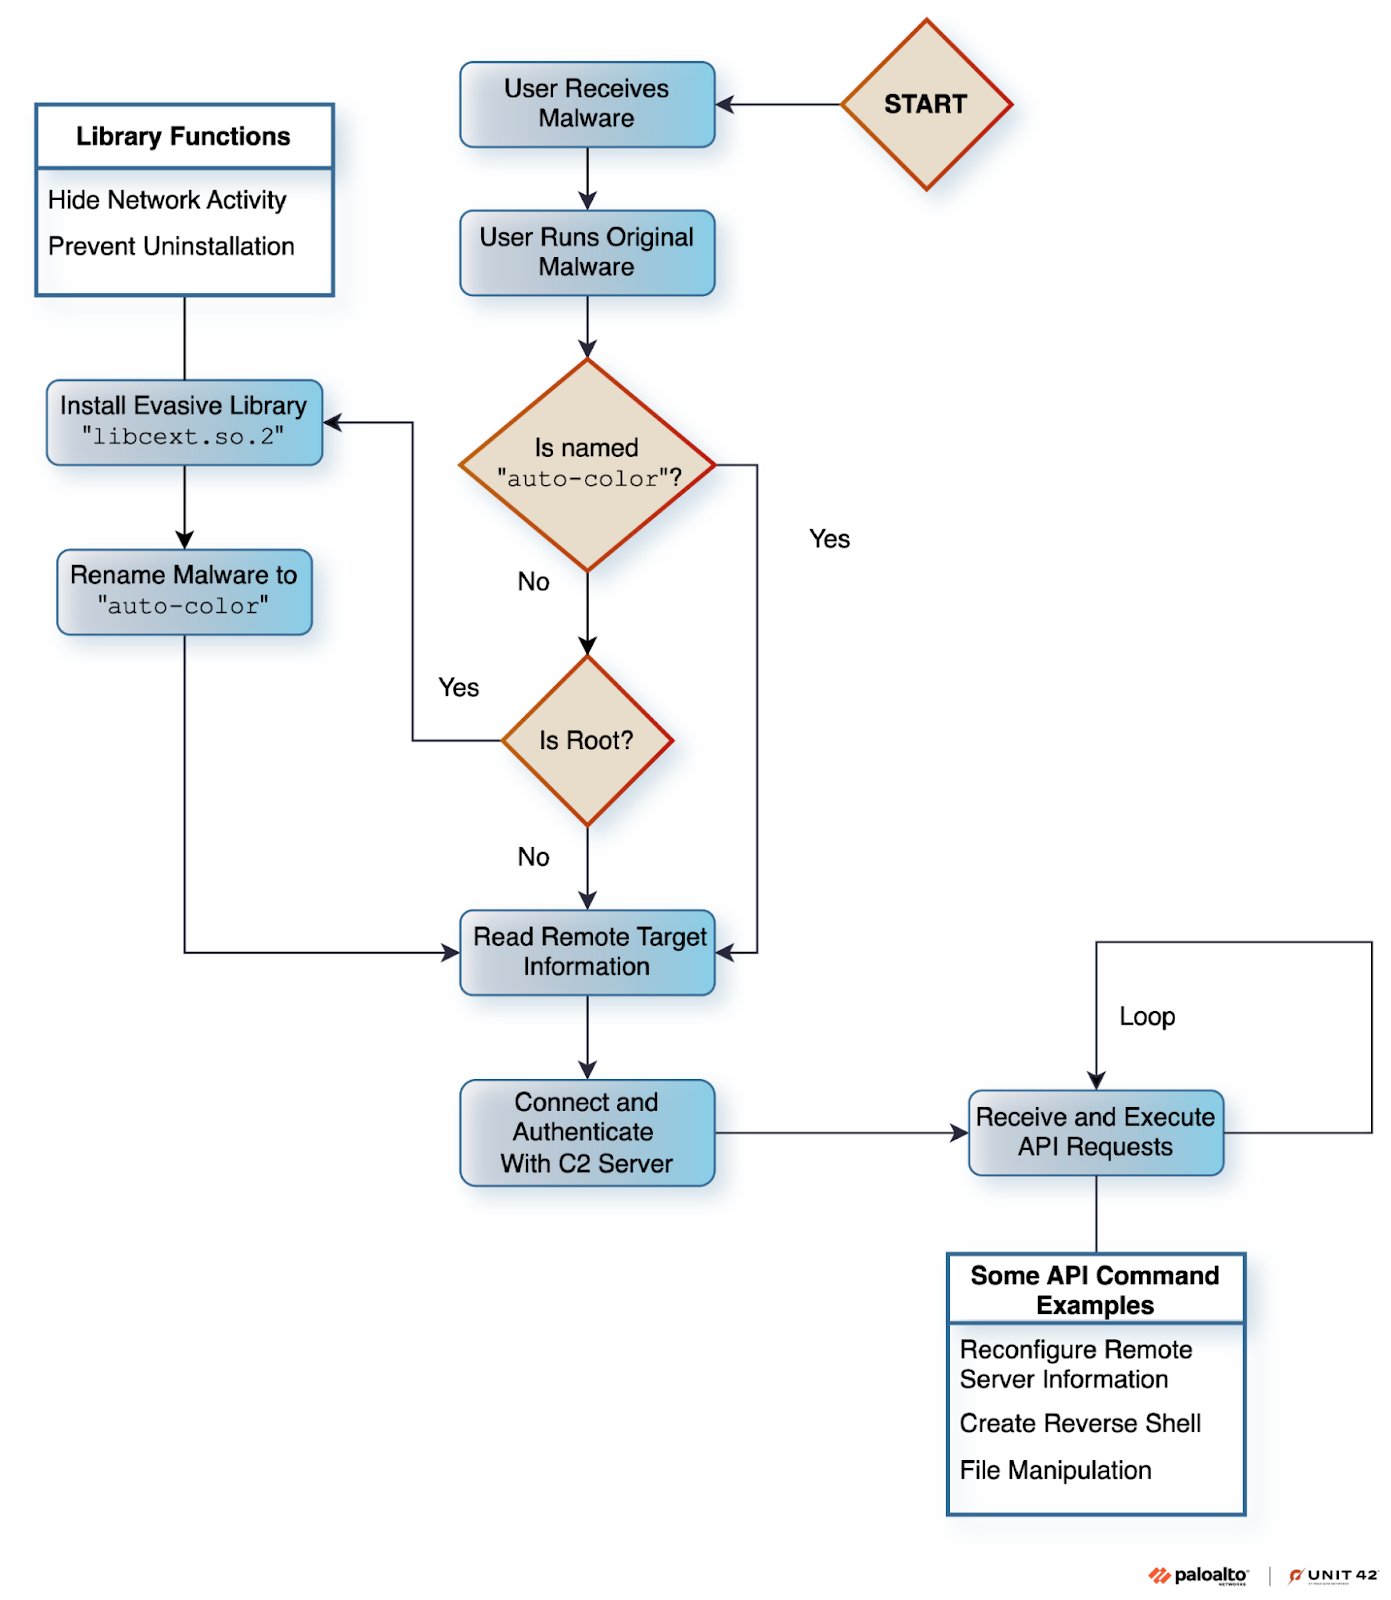 START
User Receives
Malware
User Runs Original
Malware
Library Functions
Hide Network Activity
Prevent Uninstallation
Install Evasive Library
"libcext.so.2"
Is named
"auto-color"?
Yes
No
Rename Malware to
"auto-color"
Yes
Is Root?
No
Read Remote Target
Information
Connect and
Authenticate
With C2 Server
Loop
Receive and Execute
API Requests
Some API Command
Examples
Reconfigure Remote
Server Information
Create Reverse Shell
File Manipulation
paloalto
NETWORKS
UNIT 42